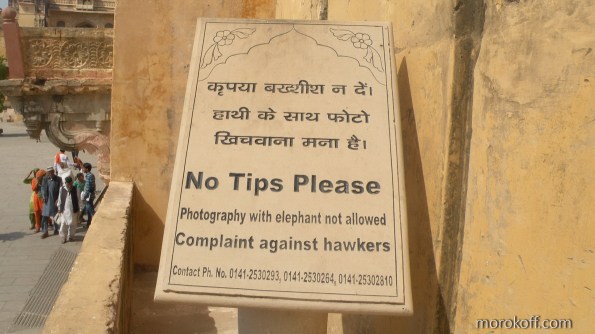 कृपया बख्शीश न दें।
हाथी के साथ फोटो
खिचवाना मना है।
No Tips Please
Photography with elephant not allowed
Complaint against hawkers
Contact Ph. No. 0141-2530293, 0141-2530264, 0141-25302810
morokoff.com